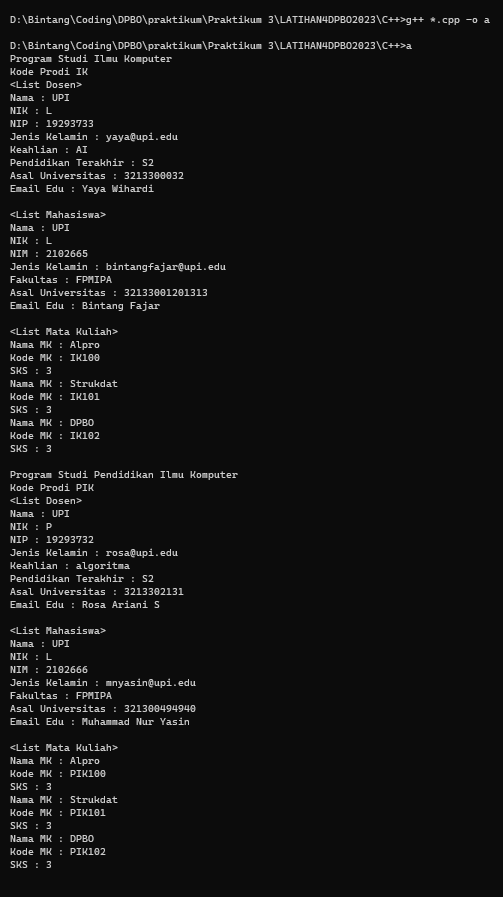 D:\Bintang\Coding\DPBO\praktikum\Praktikum 3\LATIHAN4DPBO2023\C++>g++ *.cpp -o a
D:\Bintang\Coding\DPBO\praktikum\Praktikum 3\LATIHAN4DPBO2023\C++>a
Program Studi Ilmu Komputer
Kode Prodi IK
<List Dosen>
Nama : UPI
NIK : L
NIP : 19293733
Jenis Kelamin : yaya@upi.edu
Keahlian : AI
Pendidikan Terakhir : S2
Asal Universitas : 3213300032
Email Edu : Yaya Wihardi
<List Mahasiswa>
Nama : UPI
NIK : L
NIM : 2102665
Jenis Kelamin : bintangfajar@upi.edu
Fakultas : FPMIPA
Asal Universitas : 32133001201313
Email Edu : Bintang Fajar
<List Mata Kuliah>
Nama MK : Alpro
Kode MK : IK100
SKS : 3
Nama MK : Strukdat
Kode MK : IK101
SKS : 3
Nama MK : DPBO
Kode MK : IK102
SKS : 3
Program Studi Pendidikan Ilmu Komputer
Kode Prodi PIK
<List Dosen>
Nama : UPI
NIK : P
NIP : 19293732
Jenis Kelamin : rosa@upi.edu
Keahlian : algoritma
Pendidikan Terakhir : S2
Asal Universitas : 3213302131
Email Edu : Rosa Ariani S
<List Mahasiswa>
Nama : UPI
NIK : L
NIM : 2102666
Jenis Kelamin : mnyasin@upi.edu
Fakultas : FPMIPA
Asal Universitas : 321300494940
Email Edu : Muhammad Nur Yasin
<List Mata Kuliah>
Nama MK : Alpro
Kode MK : PIK100
SKS : 3
Nama MK : Strukdat
Kode MK : PIK101
SKS : 3
Nama MK : DPBO
Kode MK : PIK102
SKS : 3